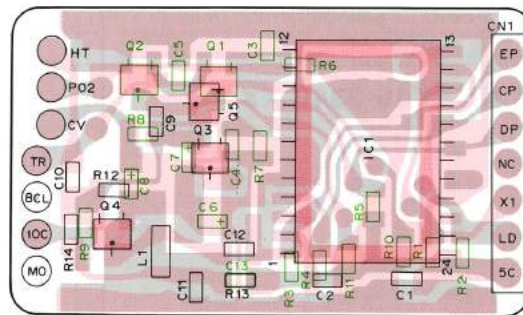 CN1
HT
PO2
CV
TR
8CL
10C
MO
Q2
C5
Q1
C3
12
13
R6
EP
CP
DP
NC
X1
LD
5C
R8
C9
Q3
Q5
C7
C4
R7
IC1
C10
R12
C8
Q4
R14
R9
C6
R5
L1
C12
C13
R13
C11
1
R3
R4
C2
R11
R10
C1
R1
24
R2